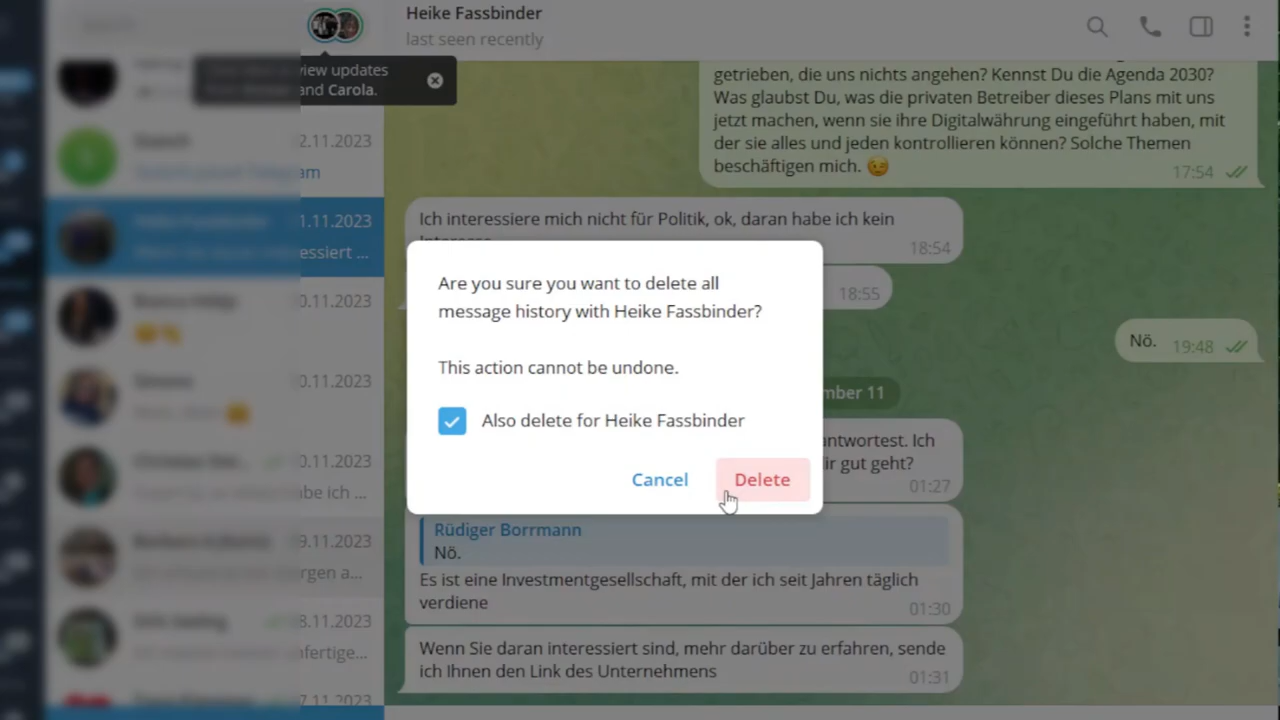 Heike Fassbinder
last seen recently
view updates
and Carola.
2.11.2023
am
1.11.2023
essiert ...
0.11.2023
0.11.2023
0.11.2023
be ich ...
9.11.2023
rgen a...
8.11.2023
nfertige...
7.11.2023
getrieben, die uns nichts angehen? Kennst Du die Agenda 2030?
Was glaubst Du, was die privaten Betreiber dieses Plans mit uns
jetzt machen, wenn sie ihre Digitalwährung eingeführt haben, mit
der sie alles und jeden kontrollieren können? Solche Themen
beschäftigen mich. 😉
17:54
Ich interessiere mich nicht für Politik, ok, daran habe ich kein
18:54
18:55
Nö. 19:48
mber 11
antwortest. Ich
ir gut geht?
01:27
Are you sure you want to delete all
message history with Heike Fassbinder?
This action cannot be undone.
Also delete for Heike Fassbinder
Cancel Delete
Rüdiger Borrmann
Nö.
Es ist eine Investmentgesellschaft, mit der ich seit Jahren täglich
verdiene
01:30
Wenn Sie daran interessiert sind, mehr darüber zu erfahren, sende
ich Ihnen den Link des Unternehmens
01:31